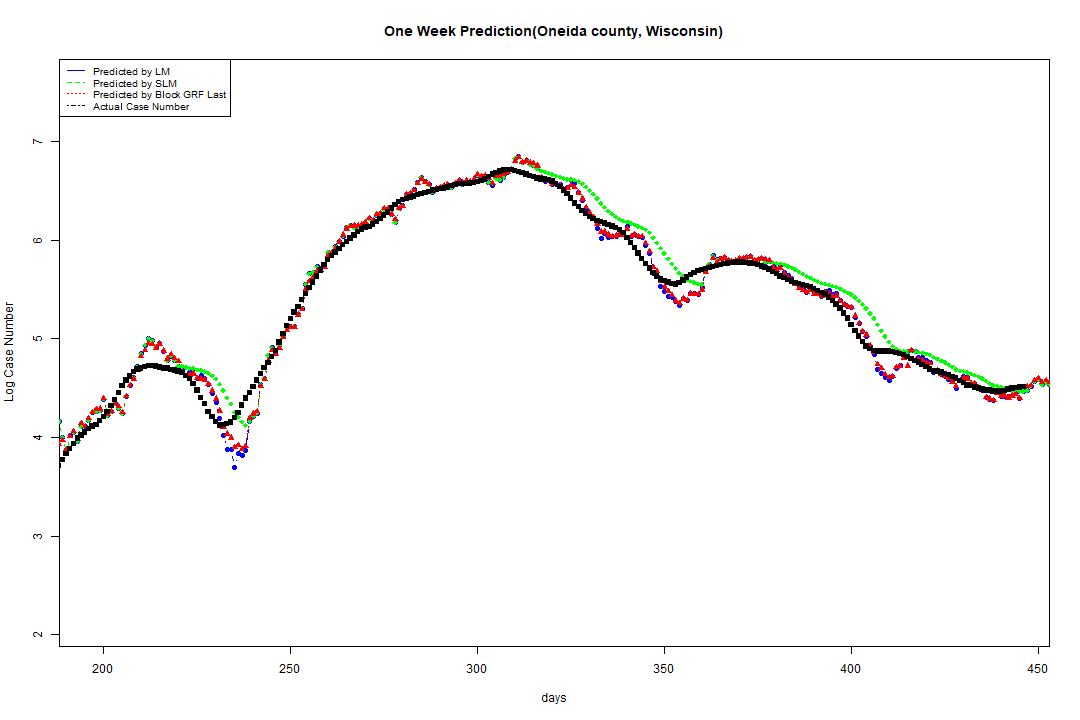 One Week Prediction(Oneida county, Wisconsin)
Predicted by LM
Predicted by SLM
Predicted by Block GRF Last
Actual Case Number
Log Case Number
7
6
5
4
3
2
200 250 300 350 400 450
days